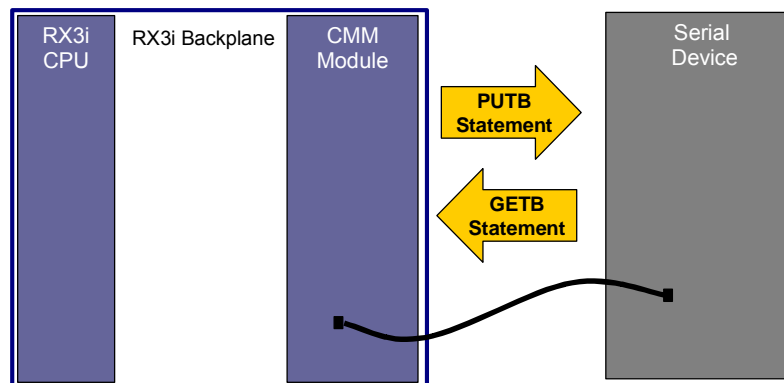 RX3i
CPU
RX3i Backplane
CMM
Module
PUTB
Statement
GETB
Statement
Serial
Device